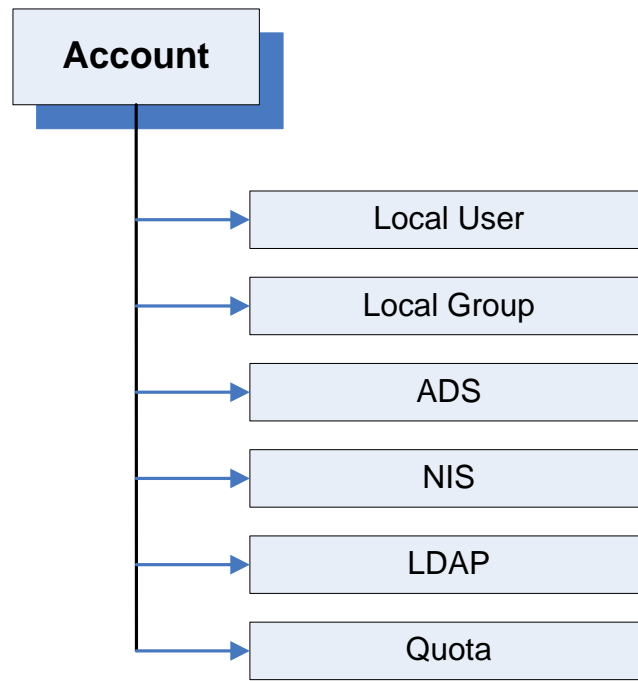 Account
Local User
Local Group
ADS
NIS
LDAP
Quota